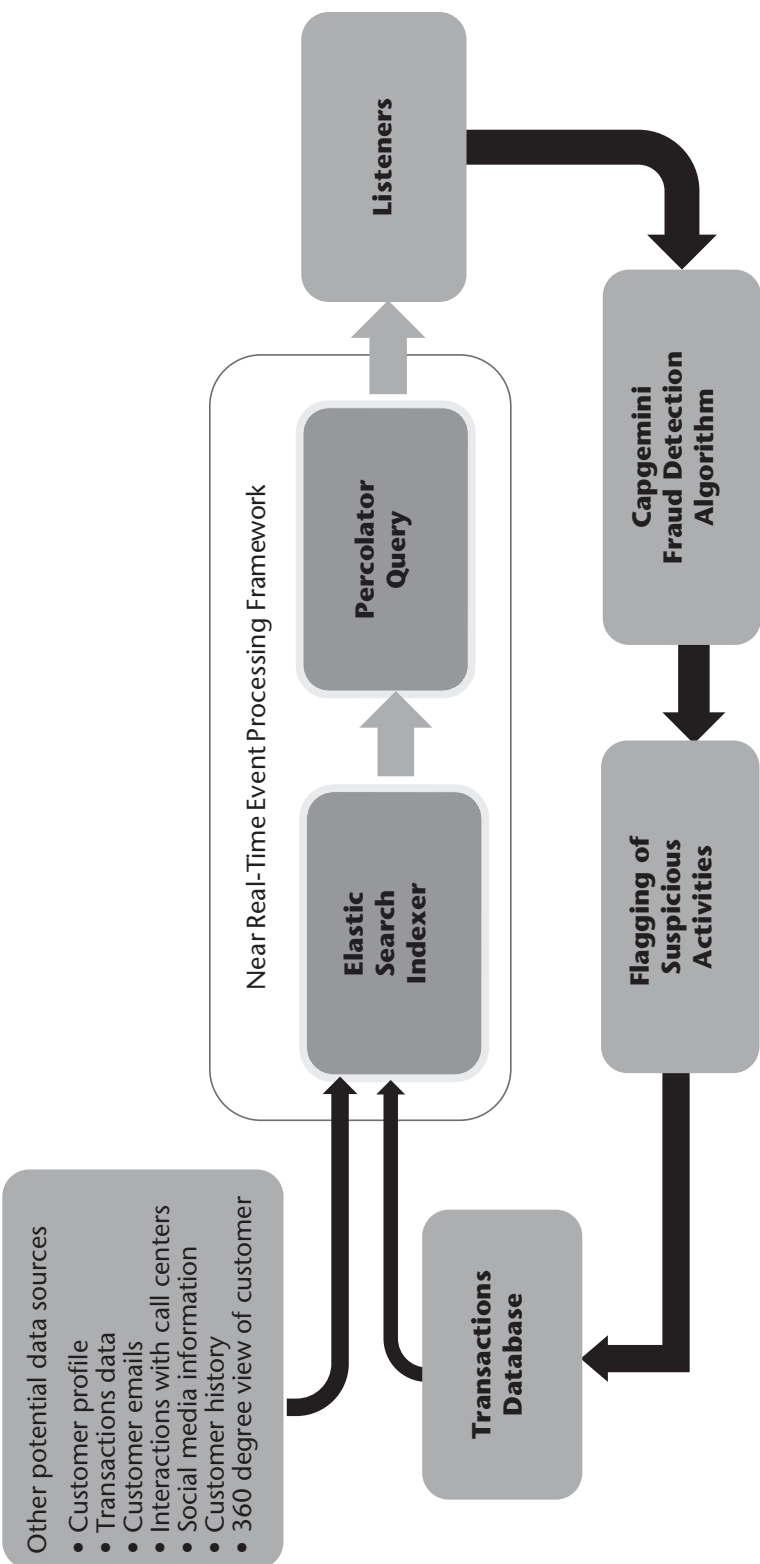 Other potential data sources
• Customer profile
• Transactions data
• Customer emails
• Interactions with call centers
• Social media information
• Customer history
• 360 degree view of customer
Transactions
Database
Near Real-Time Event Processing Framework
Elastic
Search
Indexer
Percolator
Query
Listeners
Capgemini
Fraud Detection
Algorithm
Flagging of
Suspicious
Activities